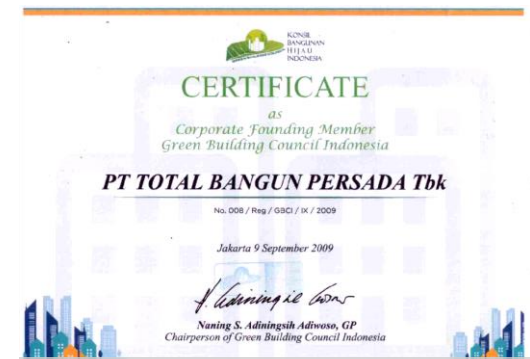 KONSIL
BANGUNAN
HIJAU
INDONESIA
CERTIFICATE
as
Corporate Founding Member
Green Building Council Indonesia
PT TOTAL BANGUN PERSADA Tbk
No. 008 / Reg / GBCI / IX / 2009
Jakarta 9 September 2009
Naning S. Adiningsih Adiwoso, GP
Chairperson of Green Building Council Indonesia